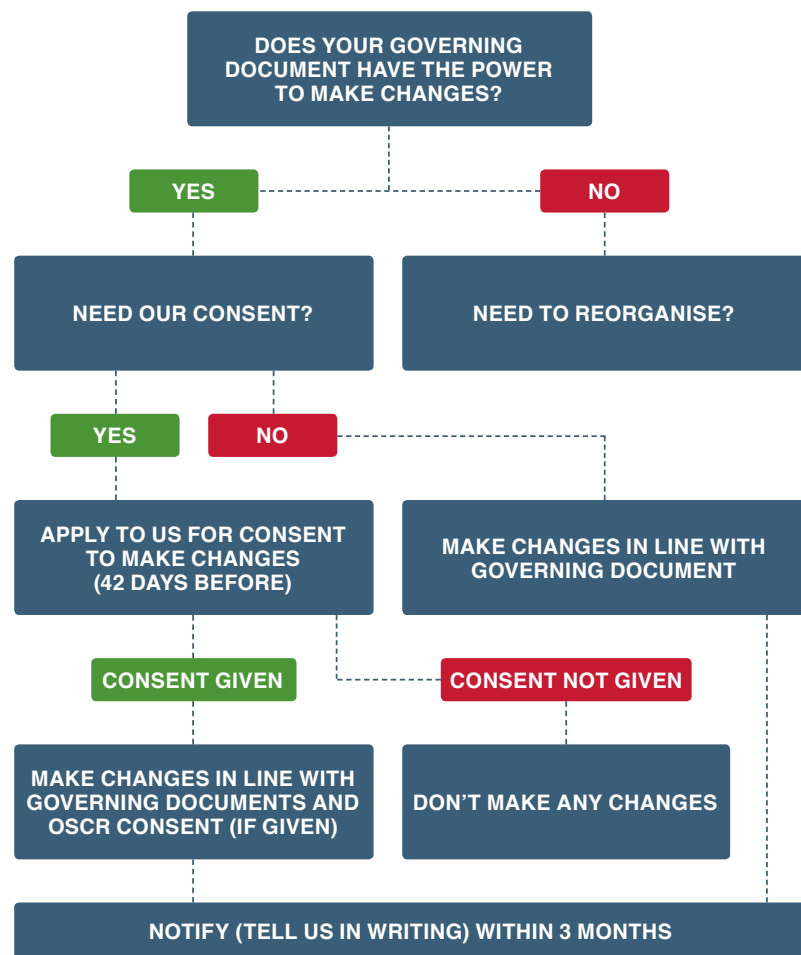 DOES YOUR GOVERNING
DOCUMENT HAVE THE POWER
TO MAKE CHANGES?
YES
NO
NEED OUR CONSENT?
NEED TO REORGANISE?
YES
NO
APPLY TO US FOR CONSENT
TO MAKE CHANGES
(42 DAYS BEFORE)
MAKE CHANGES IN LINE WITH
GOVERNING DOCUMENT
CONSENT GIVEN
CONSENT NOT GIVEN
MAKE CHANGES IN LINE WITH
GOVERNING DOCUMENTS AND
OSCR CONSENT (IF GIVEN)
DON’T MAKE ANY CHANGES
NOTIFY (TELL US IN WRITING) WITHIN 3 MONTHS